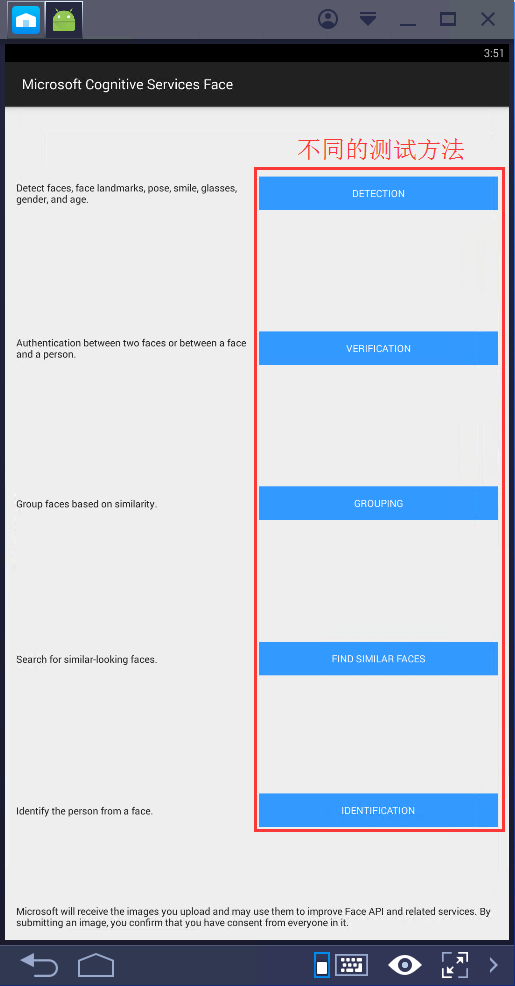 3:51
Microsoft Cognitive Services Face
不同的测试方法
Detect faces, face landmarks, pose, smile, glasses,
gender, and age.
DETECTION
Authentication between two faces or between a face
and a person.
VERIFICATION
Group faces based on similarity.
GROUPING
Search for similar-looking faces.
FIND SIMILAR FACES
Identify the person from a face.
IDENTIFICATION
Microsoft will receive the images you upload and may use them to improve Face API and related services. By
submitting an image, you confirm that you have consent from everyone in it.